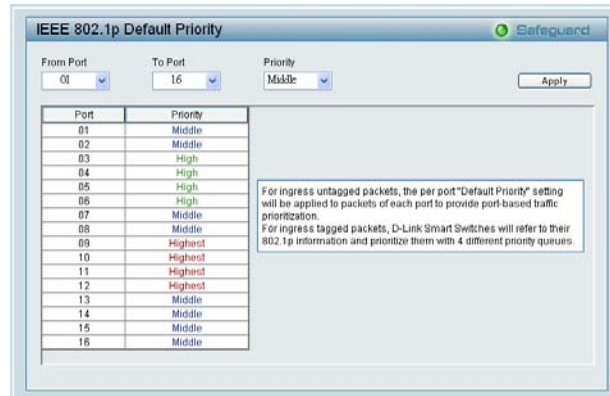 IEEE 802.1p Default Priority
Safeguard
From Port To Port Priority
01 16 Middle Apply
Port Priority
01 Middle
02 Middle
03 High
04 High
05 High
06 High
07 Middle
08 Middle
09 Highest
10 Highest
11 Highest
12 Highest
13 Middle
14 Middle
15 Middle
16 Middle
For ingress untagged packets, the per port "Default Priority" setting
will be applied to packets of each port to provide port-based traffic
prioritization.
For ingress tagged packets, D-Link Smart Switches will refer to their
802.1p information and prioritize them with 4 different priority queues.